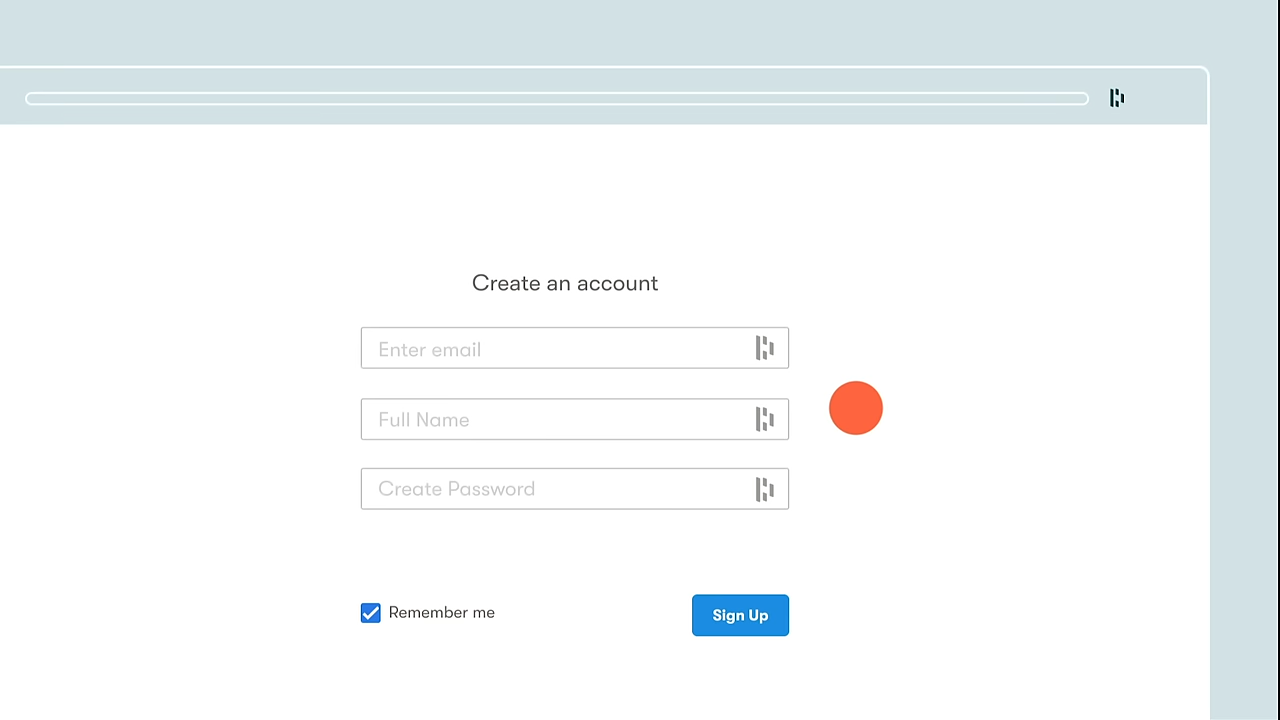 Create an account
Enter email
Full Name
Create Password
Remember me
Sign Up